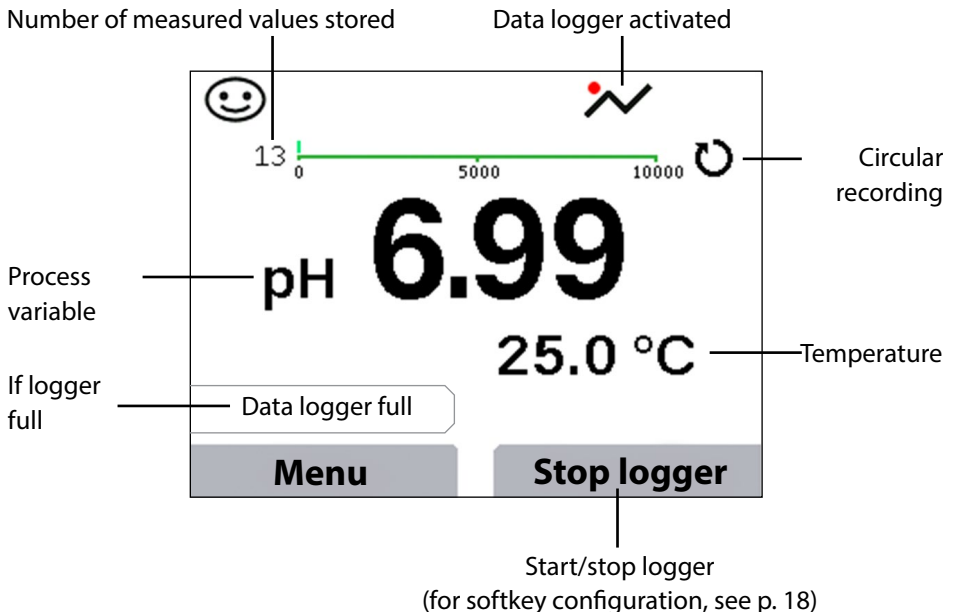 Number of measured values stored
Data logger activated
13
0
5000
10000
Circular
recording
Process
variable
pH 6.99
25.0 °C
Temperature
If logger
full
Data logger full
Menu
Stop logger
Start/stop logger
(for softkey configuration, see p. 18)